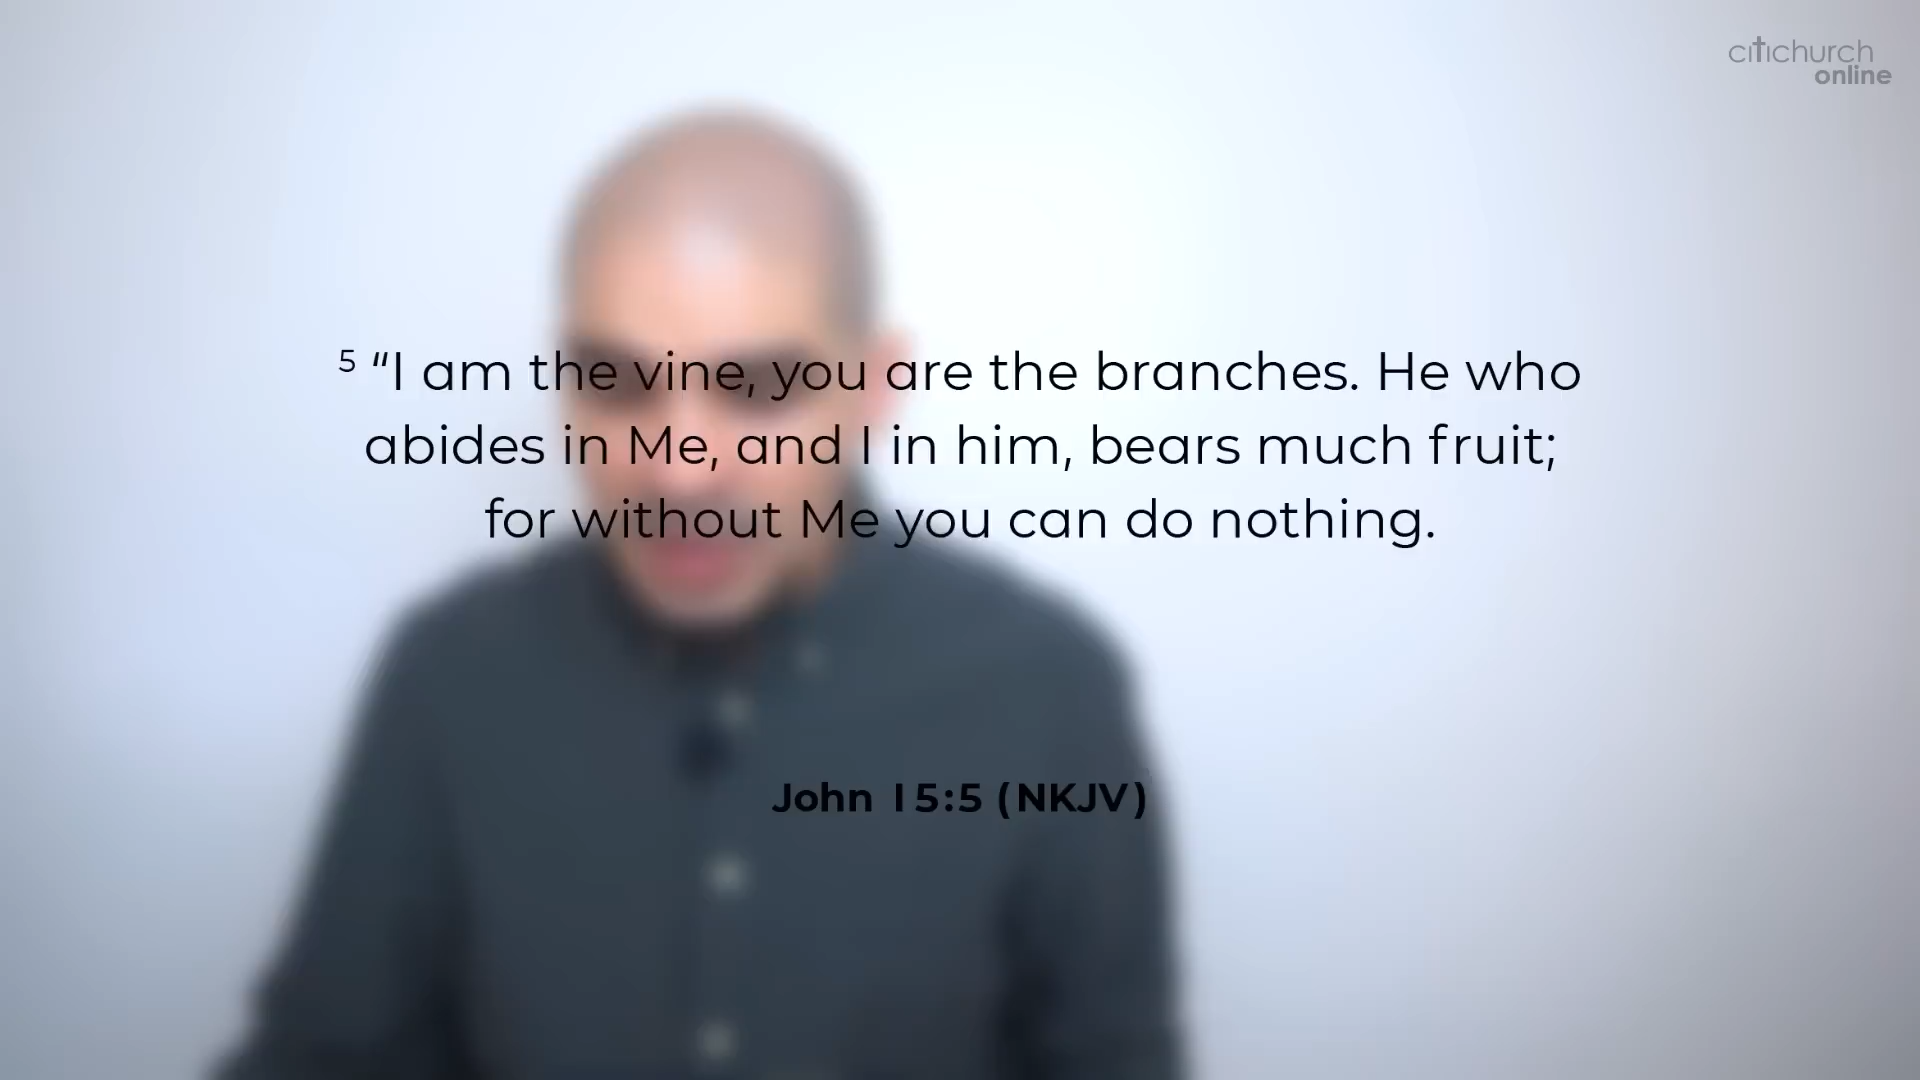 citichurch
online
5 “I am the vine, you are the branches. He who
abides in Me, and I in him, bears much fruit;
for without Me you can do nothing.
John 15:5 (NKJV)